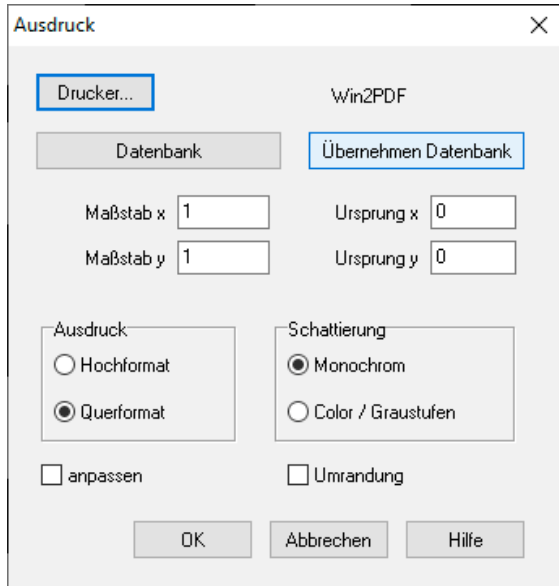 Ausdruck
Drucker... Win2PDF
Datenbank Übernehmen Datenbank
Maßstab x 1 Ursprung x 0
Maßstab y 1 Ursprung y 0
Ausdruck Schattierung
Hochformat Monochrom
Querformat Color / Graustufen
anpassen Umrandung
OK Abbrechen Hilfe